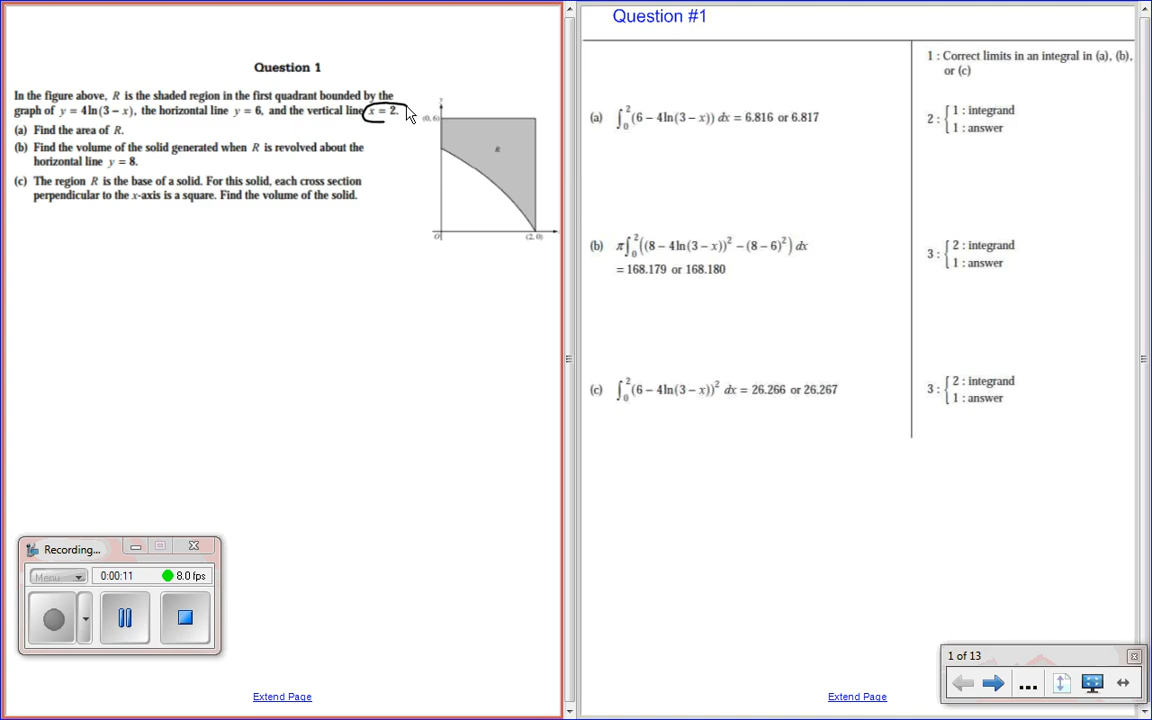 Question 1
In the figure above, R is the shaded region in the first quadrant bounded by the
graph of y = 4ln(3 − x), the horizontal line y = 6, and the vertical line x = 2.
(a) Find the area of R.
(b) Find the volume of the solid generated when R is revolved about the
horizontal line y = 8.
(c) The region R is the base of a solid. For this solid, each cross section
perpendicular to the x-axis is a square. Find the volume of the solid.
y
(0, 6)
R
O
(2, 0)
Recording...
Menu
0:00:11
8.0 fps
Extend Page
Question #1
1 : Correct limits in an integral in (a), (b),
or (c)
(a) ∫₀² (6 − 4ln(3 − x)) dx = 6.816 or 6.817
2 : { 1 : integrand
1 : answer
(b) π∫₀² ((8 − 4ln(3 − x))² − (8 − 6)²) dx
= 168.179 or 168.180
3 : { 2 : integrand
1 : answer
(c) ∫₀² (6 − 4ln(3 − x))² dx = 26.266 or 26.267
3 : { 2 : integrand
1 : answer
1 of 13
...
Extend Page